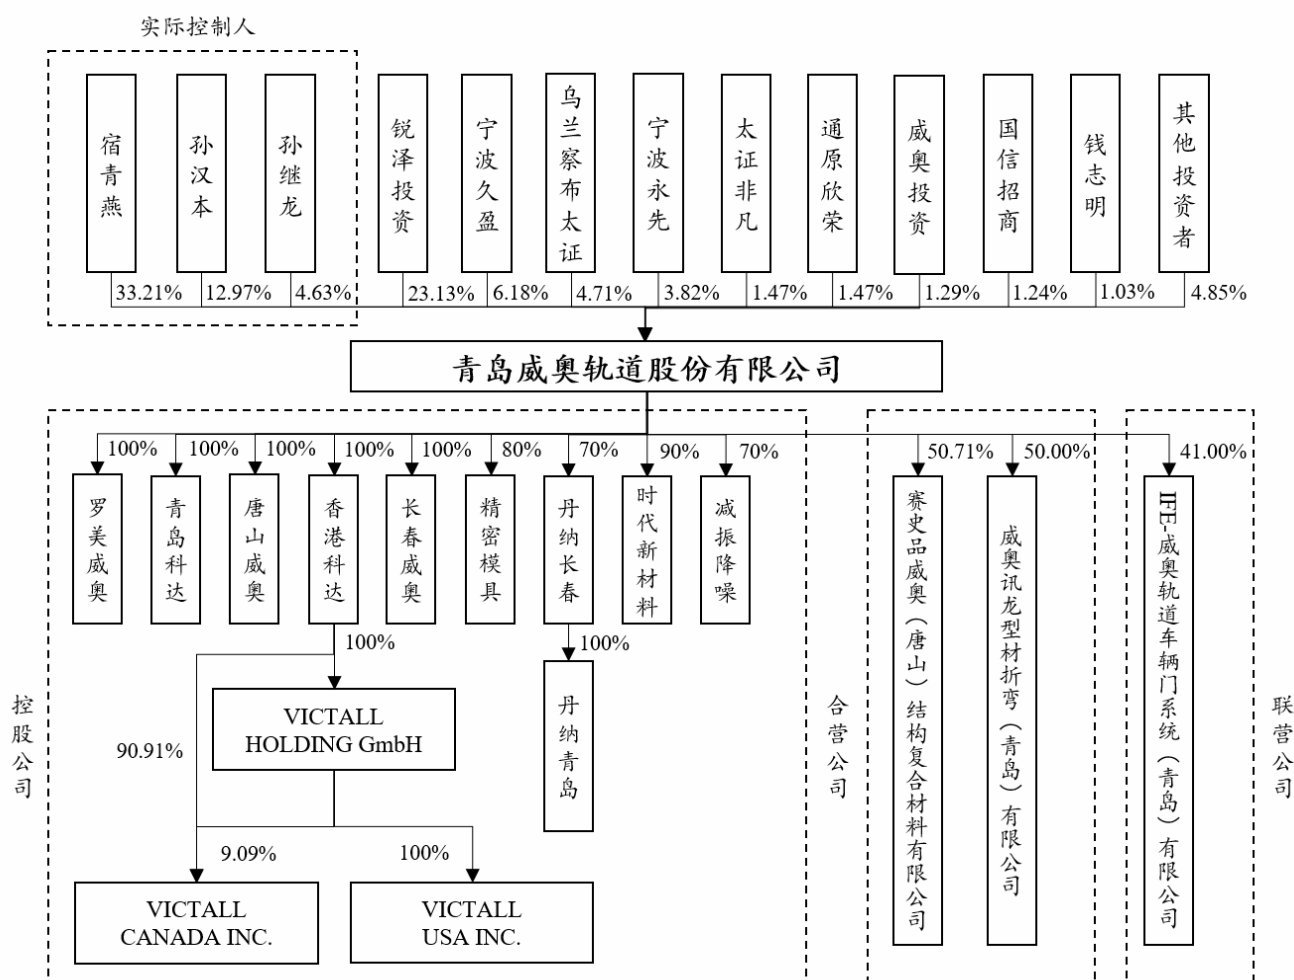 实际控制人
宿青燕
孙汉本
孙继龙
锐泽投资
宁波久盈
乌兰察布太证
宁波永先
太证非凡
通原欣荣
威奥投资
国信招商
钱志明
其他投资者
33.21%
12.97%
4.63%
23.13%
6.18%
4.71%
3.82%
1.47%
1.47%
1.29%
1.24%
1.03%
4.85%
青岛威奥轨道股份有限公司
100%
100%
100%
100%
100%
80%
70%
90%
70%
50.71%
50.00%
41.00%
罗美威奥
青岛科达
唐山威奥
香港科达
长春威奥
精密模具
丹纳长春
时代新材料
减振降噪
赛史品威奥（唐山）结构复合材料有限公司
威奥讯龙型材折弯（青岛）有限公司
IFE-威奥轨道车辆门系统（青岛）有限公司
100%
100%
控股公司
VICTALL
HOLDING GmbH
丹纳青岛
合营公司
联营公司
90.91%
9.09%
100%
VICTALL
CANADA INC.
VICTALL
USA INC.